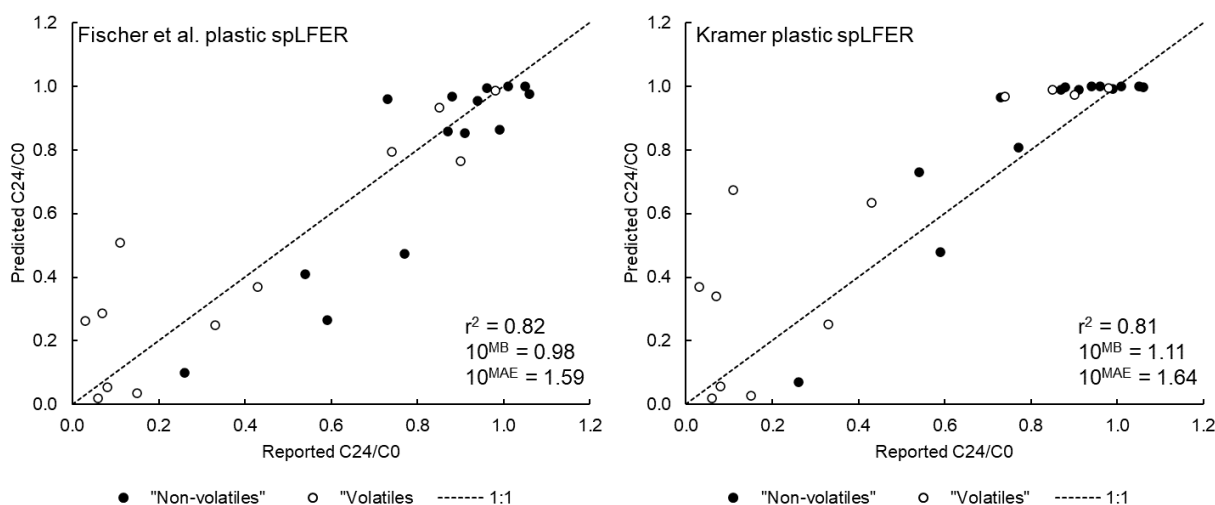 Fischer et al. plastic spLFER
1.2
1.0
0.8
0.6
0.4
0.2
0.0
Predicted C24/C0
r² = 0.82
10^MB = 0.98
10^MAE = 1.59
0.0 0.2 0.4 0.6 0.8 1.0 1.2
Reported C24/C0
"Non-volatiles" "Volatiles 1:1
Kramer plastic spLFER
1.2
1.0
0.8
0.6
0.4
0.2
0.0
Predicted C24/C0
r² = 0.81
10^MB = 1.11
10^MAE = 1.64
0.0 0.2 0.4 0.6 0.8 1.0 1.2
Reported C24/C0
"Non-volatiles" "Volatiles" 1:1